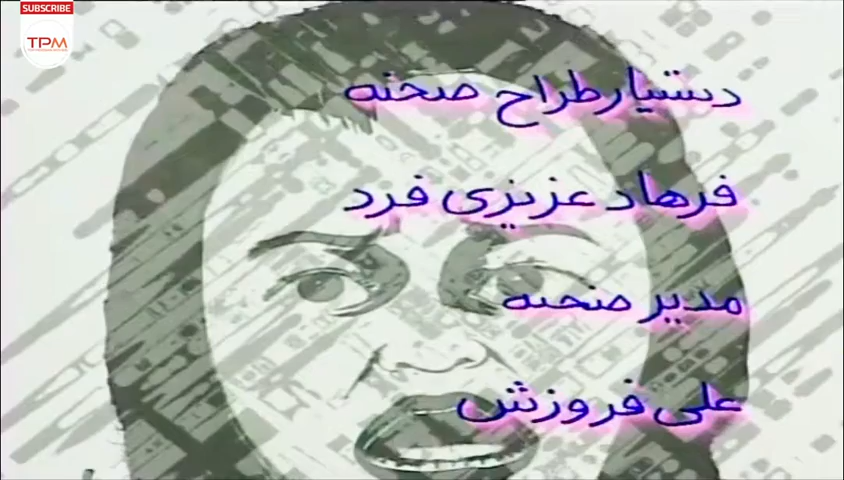 SUBSCRIBE
TPM
دستیار طراح صحنه
فرهاد عزیزی فرد
مدیر صحنه
علی فروزش